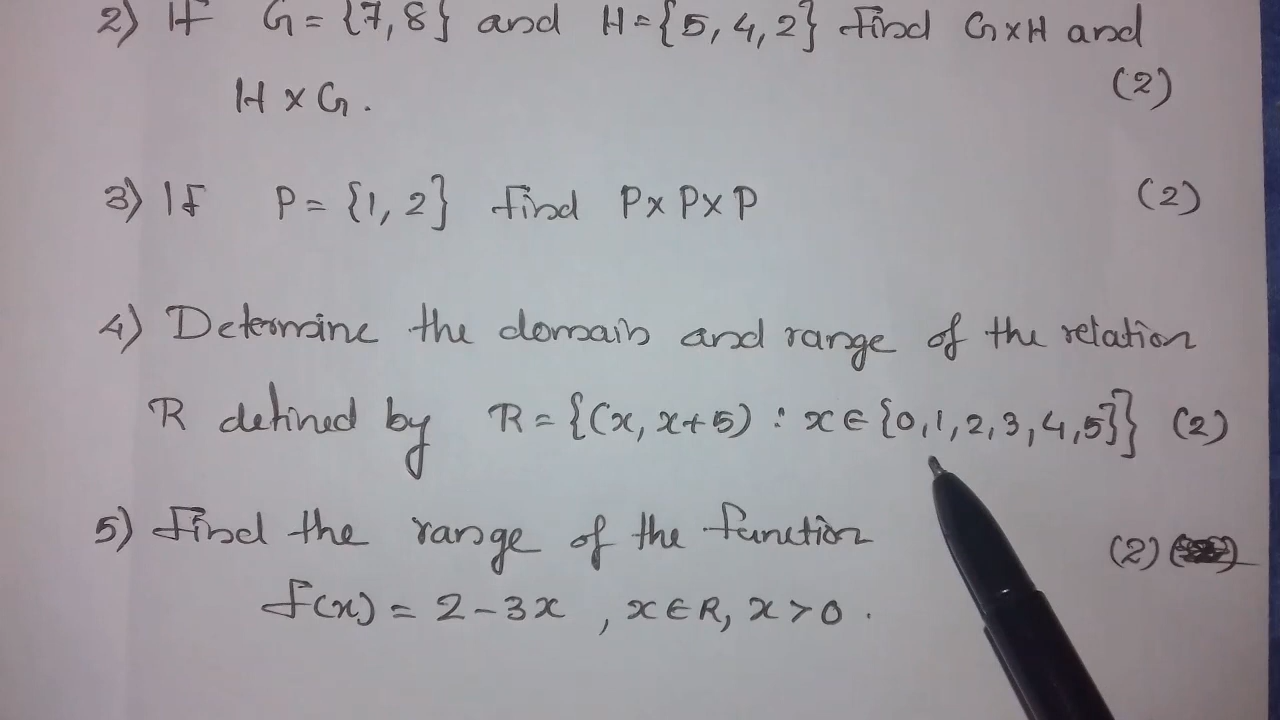 2) If G = {7, 8} and H = {5, 4, 2} find G x H and
H x G. (2)
3) If P = {1, 2} find P x P x P (2)
4) Determine the domain and range of the relation
R defined by R = {(x, x+5) : x ∈ {0, 1, 2, 3, 4, 5}} (2)
5) Find the range of the function
(2)
f(x) = 2 - 3x , x ∈ R, x > 0 .